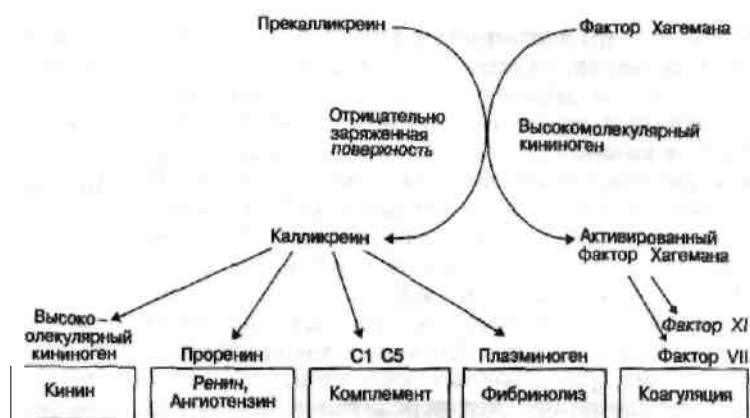 Прекалликреин
Фактор Хагемана
Отрицательно
заряженная
поверхность
Высокомолекулярный
кининоген
Калликреин
Активированный
фактор Хагемана
Высоко–
олекулярный
кининоген
Проренин
C1 C5
Плазминоген
Фактор XI
Фактор VII
Кинин
Ренин,
Ангиотензин
Комплемент
Фибринолиз
Коагуляция